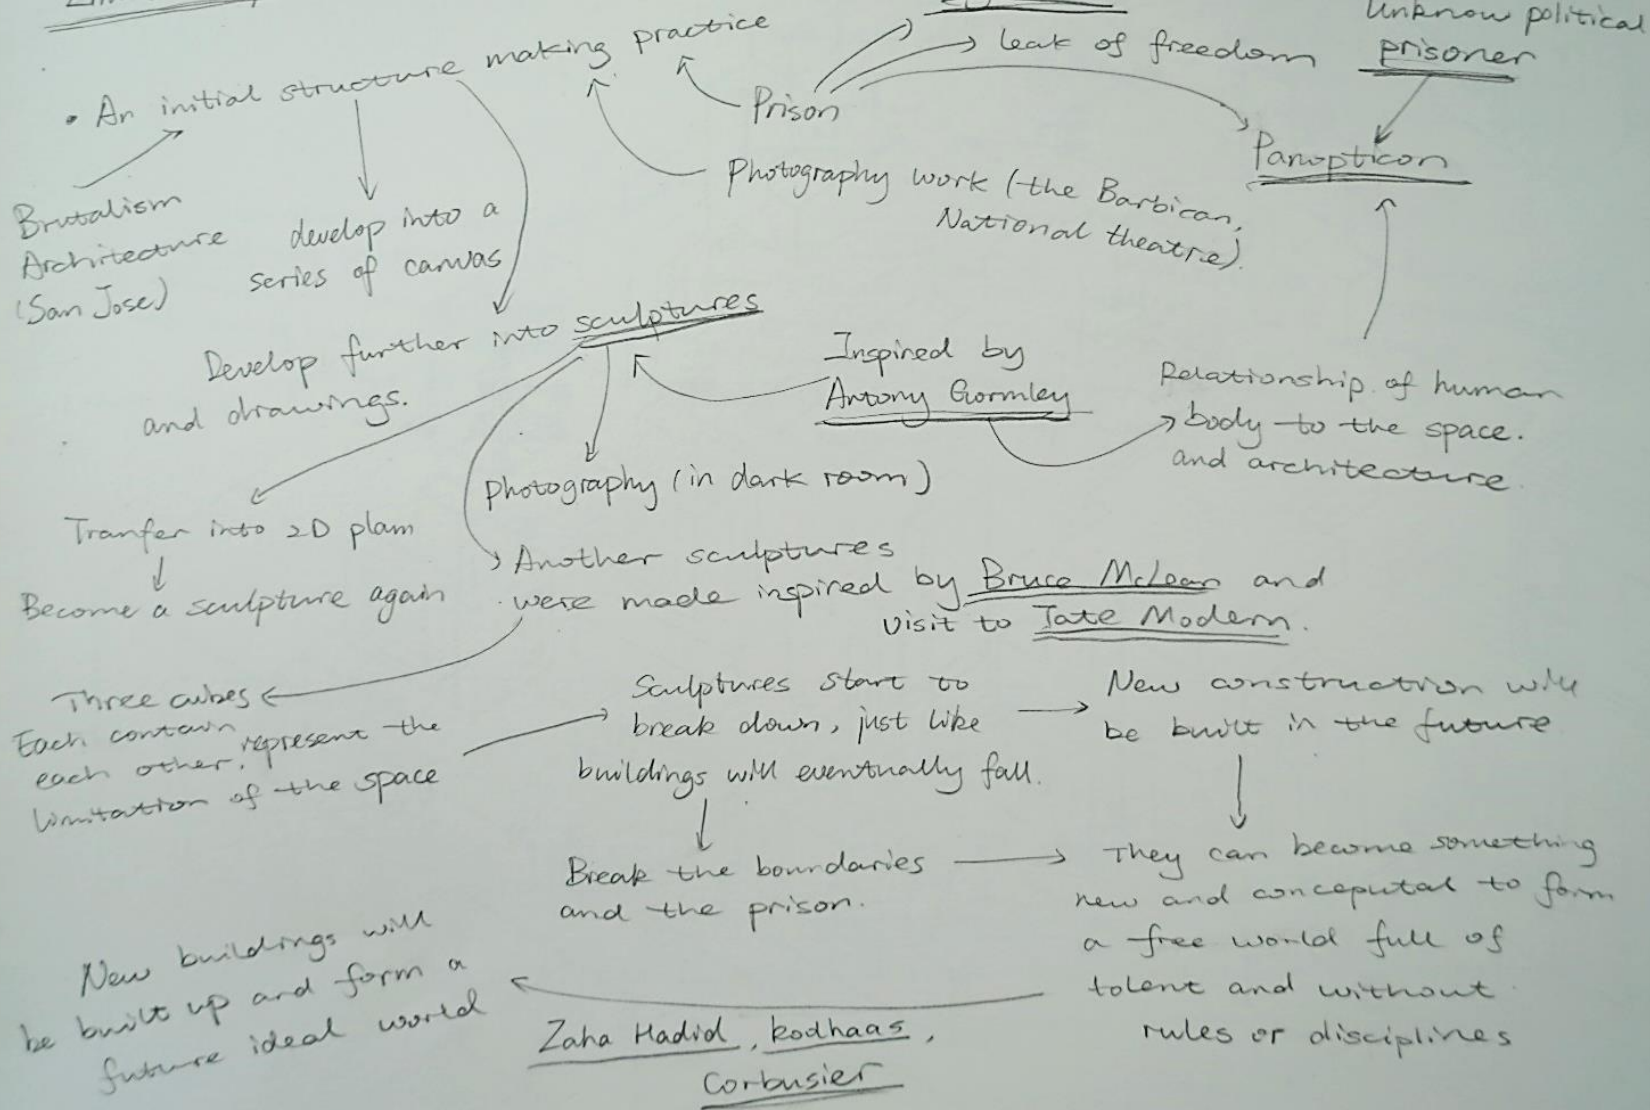 Unknow political
prisoner
leak of freedom
• An initial structure making practice
Prison
Panopticon
Photography work (the Barbican,
National theatre).
Brutalism
Architecture
(San Jose)
develop into a
series of canvas
Develop further into sculptures
and drawings.
Inspired by
Antony Gormley
Relationship of human
body to the space.
and architecture
photography (in dark room)
Tranfer into 2D plam
Become a sculpture again
Another sculptures
were made inspired by Bruce McLean and
visit to Tate Modern.
Three cubes
Each contain
each other, represent the
limitation of the space
Sculptures start to
break down, just like
buildings will eventually fall.
New construction will
be built in the future
Break the boundaries
and the prison.
They can become something
new and conceputal to form
a free world full of
tolent and without
rules or disciplines
New buildings will
be built up and form a
future ideal world
Zaha Hadid, kodhaas,
Corbusier